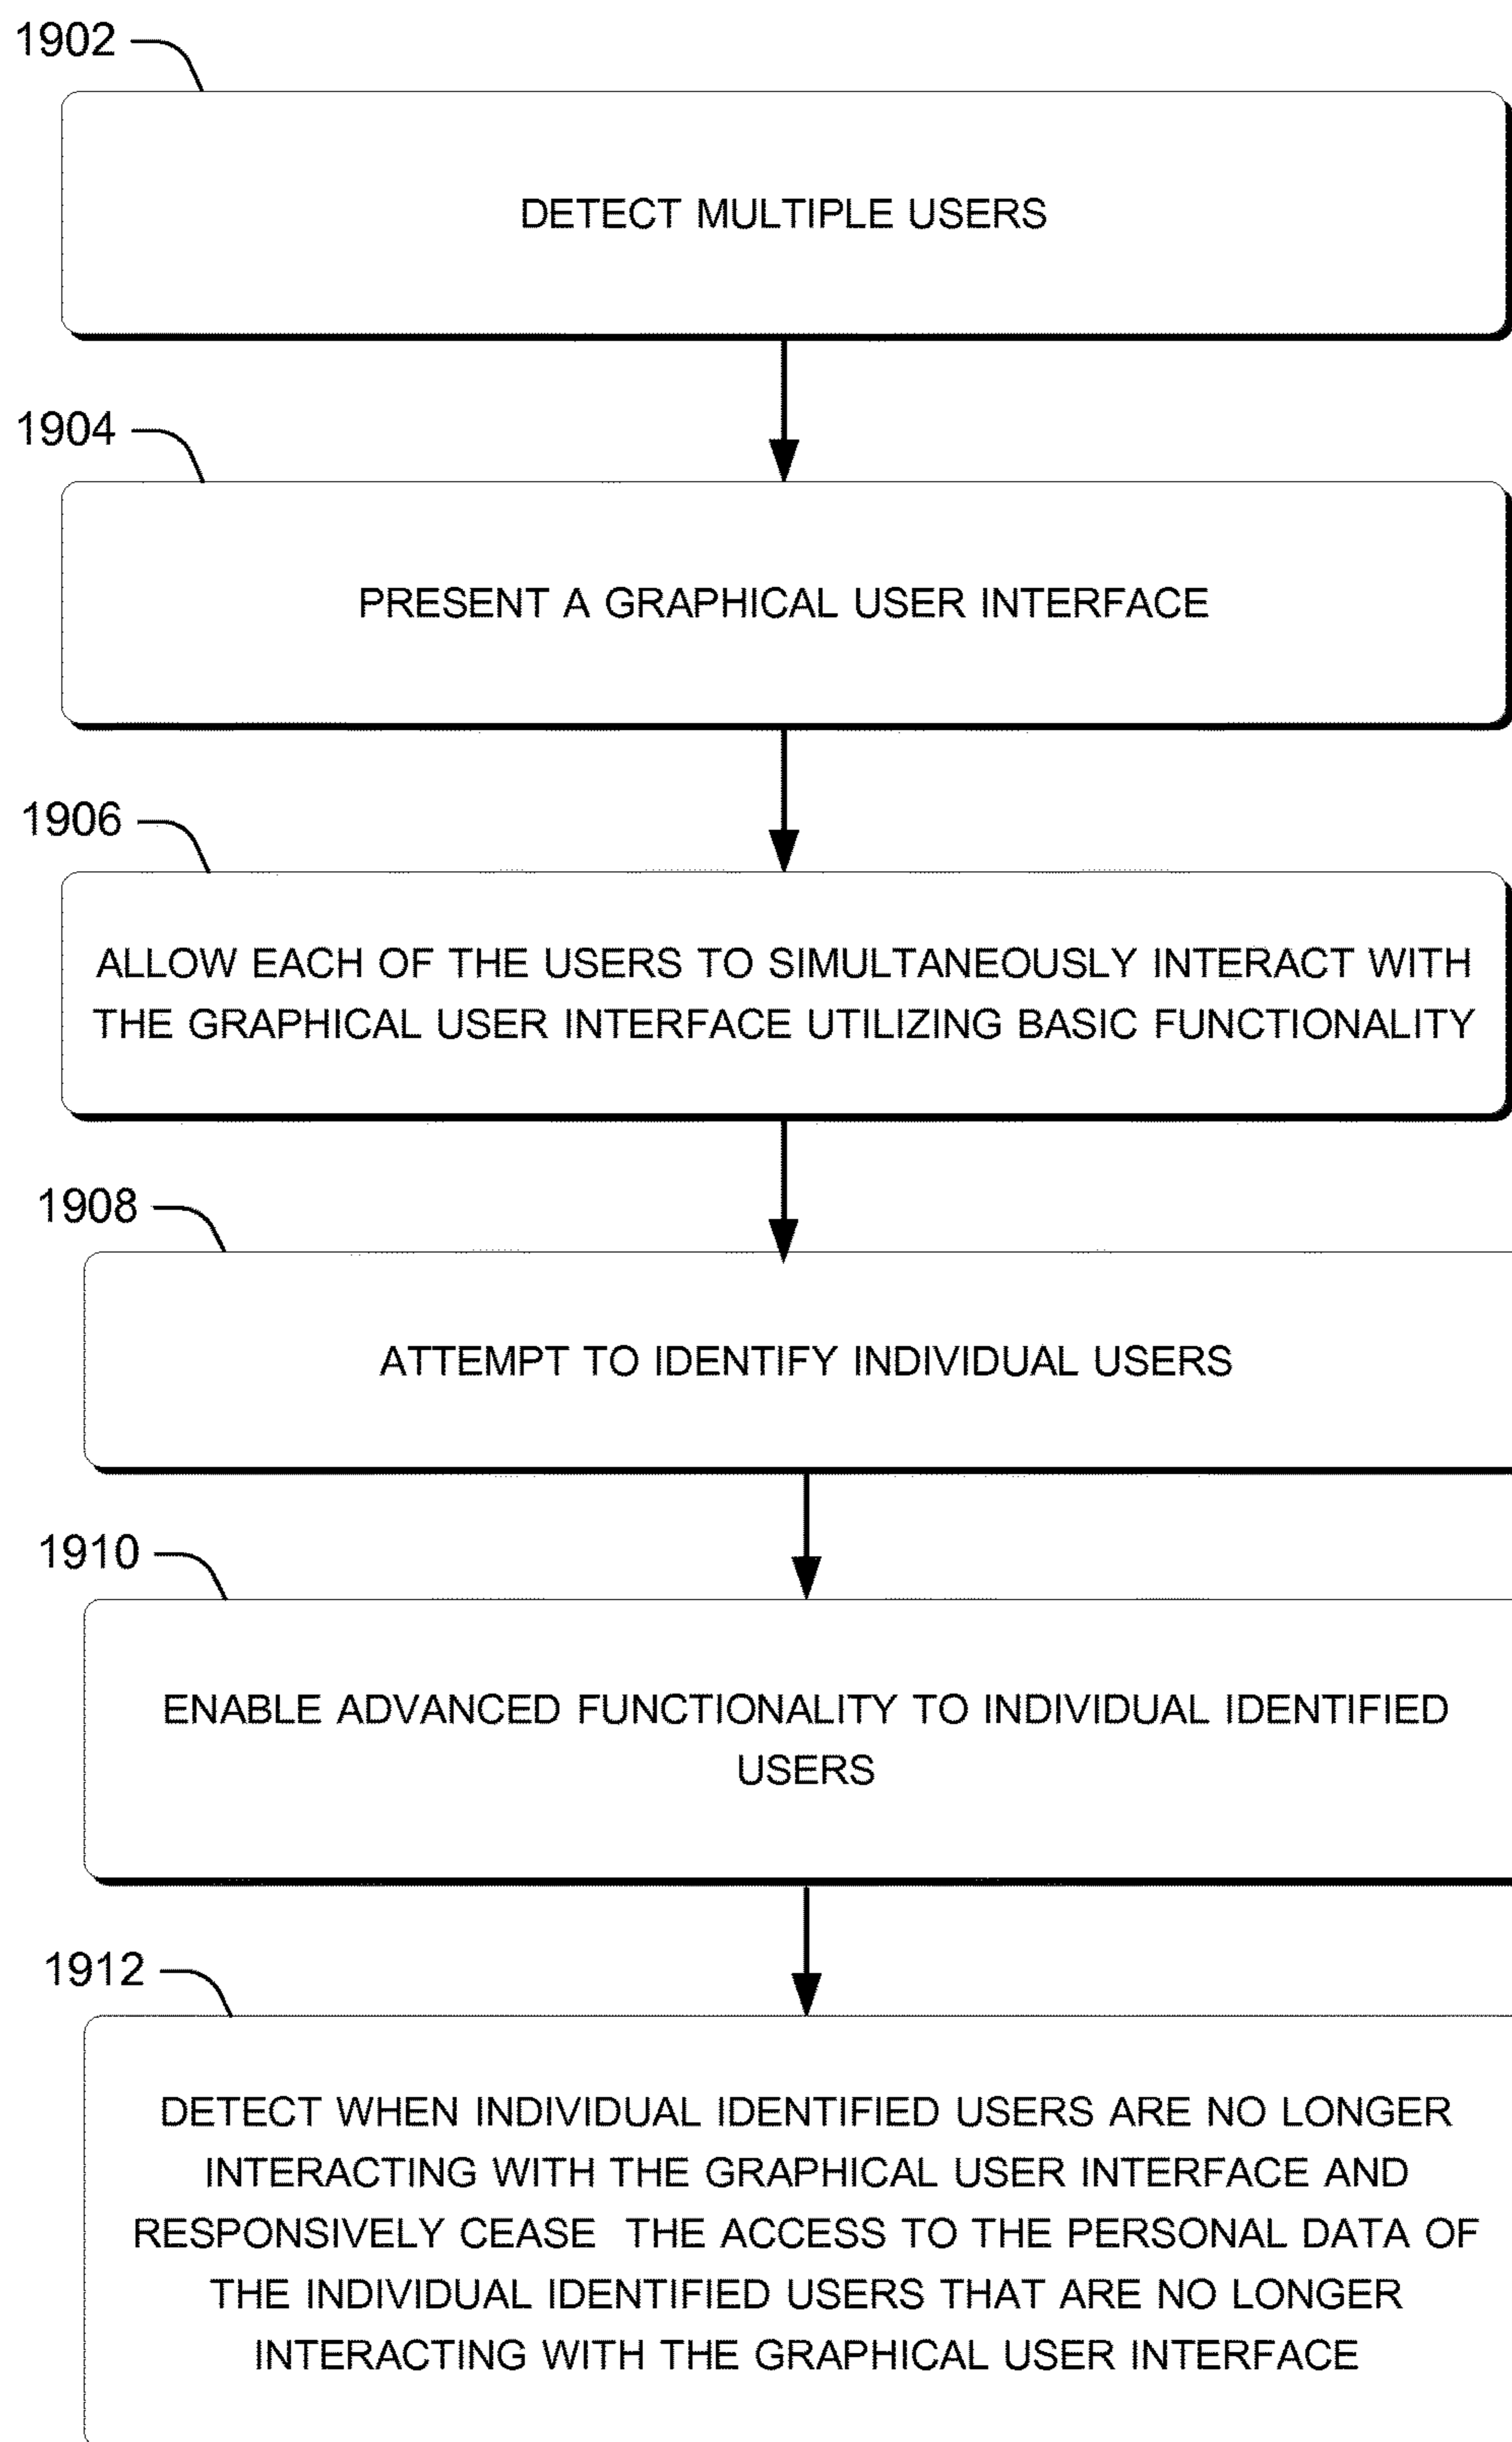 1902
DETECT MULTIPLE USERS
1904
PRESENT A GRAPHICAL USER INTERFACE
1906
ALLOW EACH OF THE USERS TO SIMULTANEOUSLY INTERACT WITH
THE GRAPHICAL USER INTERFACE UTILIZING BASIC FUNCTIONALITY
1908
ATTEMPT TO IDENTIFY INDIVIDUAL USERS
1910
ENABLE ADVANCED FUNCTIONALITY TO INDIVIDUAL IDENTIFIED
USERS
1912
DETECT WHEN INDIVIDUAL IDENTIFIED USERS ARE NO LONGER
INTERACTING WITH THE GRAPHICAL USER INTERFACE AND
RESPONSIVELY CEASE THE ACCESS TO THE PERSONAL DATA OF
THE INDIVIDUAL IDENTIFIED USERS THAT ARE NO LONGER
INTERACTING WITH THE GRAPHICAL USER INTERFACE